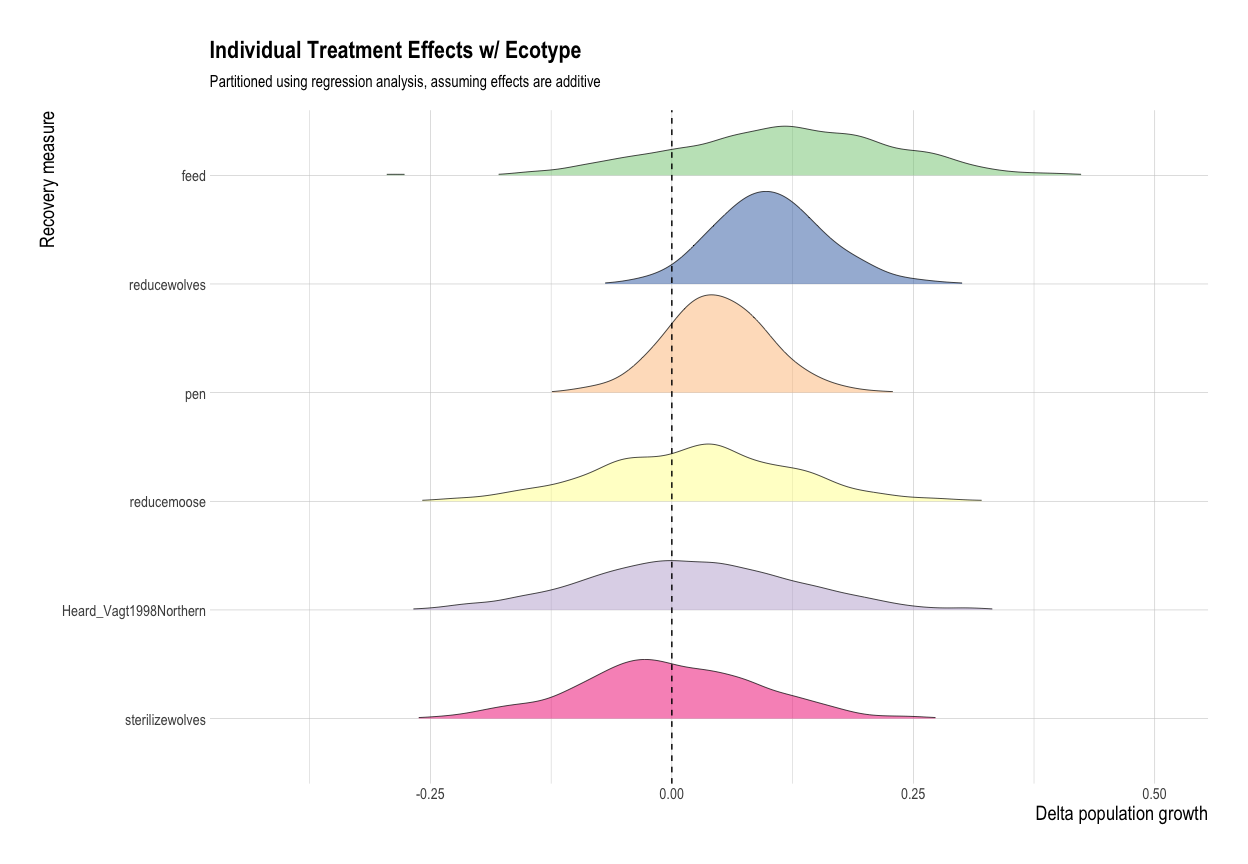 Individual Treatment Effects w/ Ecotype
Partitioned using regression analysis, assuming effects are additive
Recovery measure
feed
reducewolves
pen
reducemoose
Heard_Vagt1998Northern
sterilizewolves
-0.25 0.00 0.25 0.50
Delta population growth